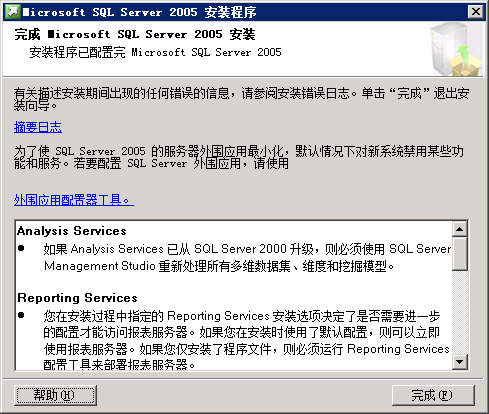 Microsoft SQL Server 2005 安装程序
完成 Microsoft SQL Server 2005 安装
安装程序已配置完 Microsoft SQL Server 2005
有关描述安装期间出现的任何错误的信息，请参阅安装错误日志。单击“完成”退出安
装向导。
摘要日志
为了使 SQL Server 2005 的服务器外围应用最小化，默认情况下对新系统禁用某些功
能和服务。若要配置 SQL Server 外围应用，请使用
外围应用配置器工具。
Analysis Services
● 如果 Analysis Services 已从 SQL Server 2000 升级，则必须使用 SQL Server
Management Studio 重新处理所有多维数据集、维度和挖掘模型。
Reporting Services
● 您在安装过程中指定的 Reporting Services 安装选项决定了是否需要进一步
的配置才能访问报表服务器。如果您在安装时使用了默认配置，则可以立即
使用报表服务器。如果您仅安装了程序文件，则必须运行 Reporting Services
配置工具来部署报表服务器。
帮助(H) 完成(F)